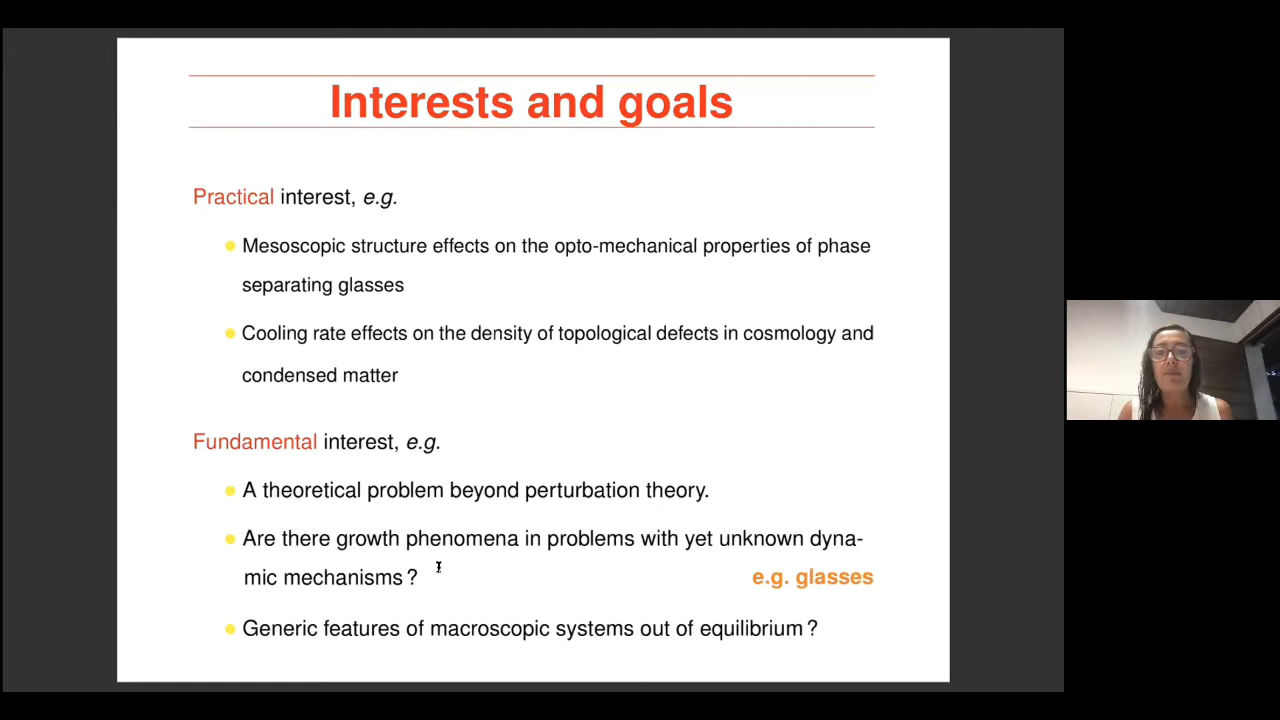 Interests and goals
Practical interest, e.g.
Mesoscopic structure effects on the opto-mechanical properties of phase
separating glasses
Cooling rate effects on the density of topological defects in cosmology and
condensed matter
Fundamental interest, e.g.
A theoretical problem beyond perturbation theory.
Are there growth phenomena in problems with yet unknown dyna-
mic mechanisms ?
e.g. glasses
Generic features of macroscopic systems out of equilibrium ?